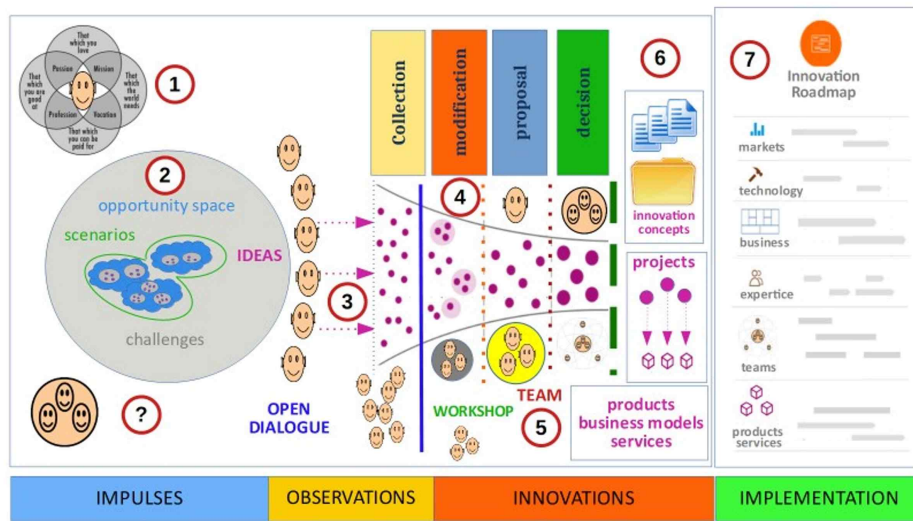 That
which you
love
Passion
Mission
That
which
you are
good
at
That
which
the world
needs
Profession
Vocation
That which
you can be
paid for
1
2
opportunity space
scenarios
IDEAS
challenges
?
3
OPEN
DIALOGUE
Collection
modification
proposal
decision
4
WORKSHOP
TEAM
5
6
innovation
concepts
projects
products
business models
services
7
Innovation
Roadmap
markets
technology
business
expertice
teams
products
services
IMPULSES
OBSERVATIONS
INNOVATIONS
IMPLEMENTATION